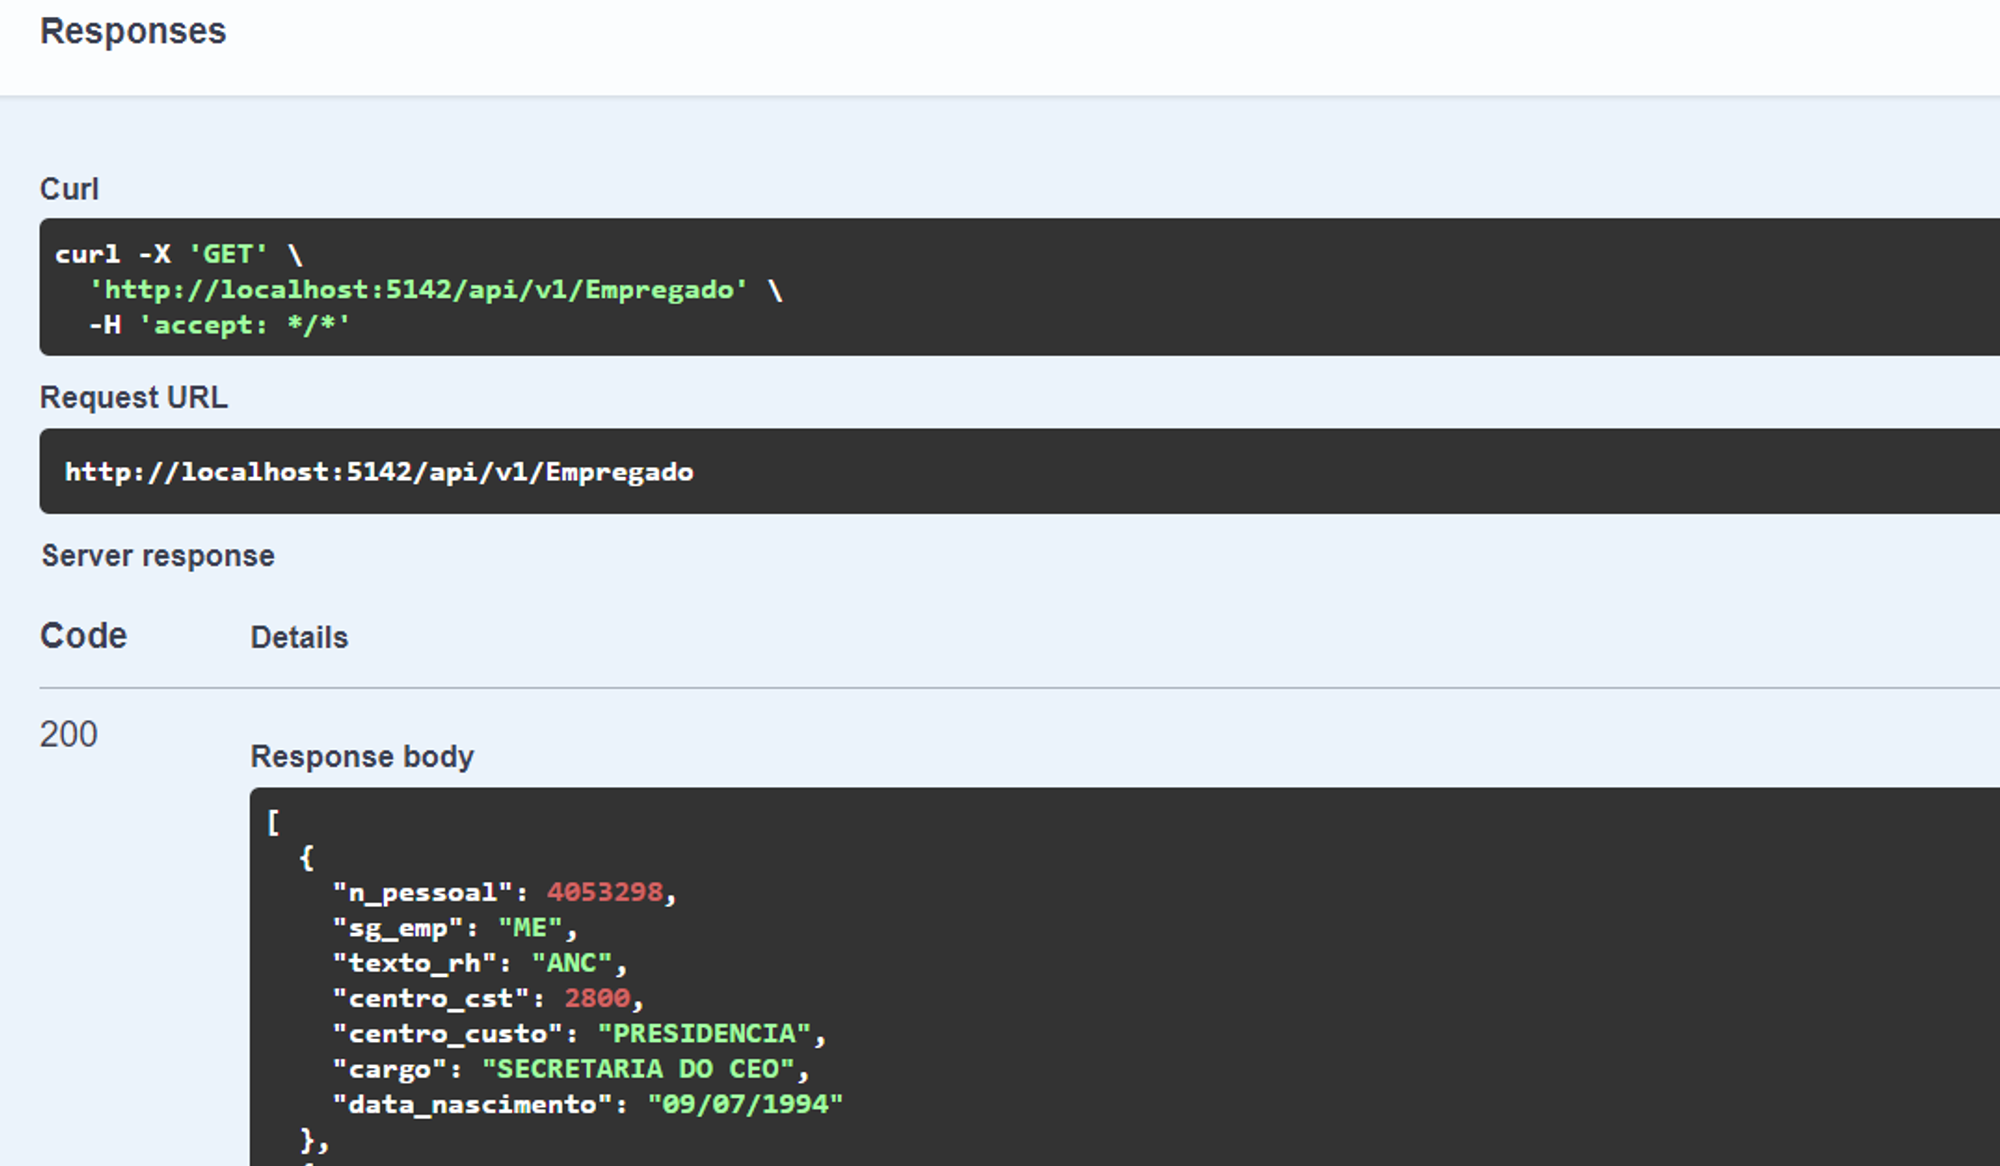 Responses
Curl
curl -X 'GET' \
'http://localhost:5142/api/v1/Empregado' \
-H 'accept: */*'
Request URL
http://localhost:5142/api/v1/Empregado
Server response
Code Details
200
Response body
[
{
"n_pessoal": 4053298,
"sg_emp": "ME",
"texto_rh": "ANC",
"centro_cst": 2800,
"centro_custo": "PRESIDENCIA",
"cargo": "SECRETARIA DO CEO",
"data_nascimento": "09/07/1994"
},